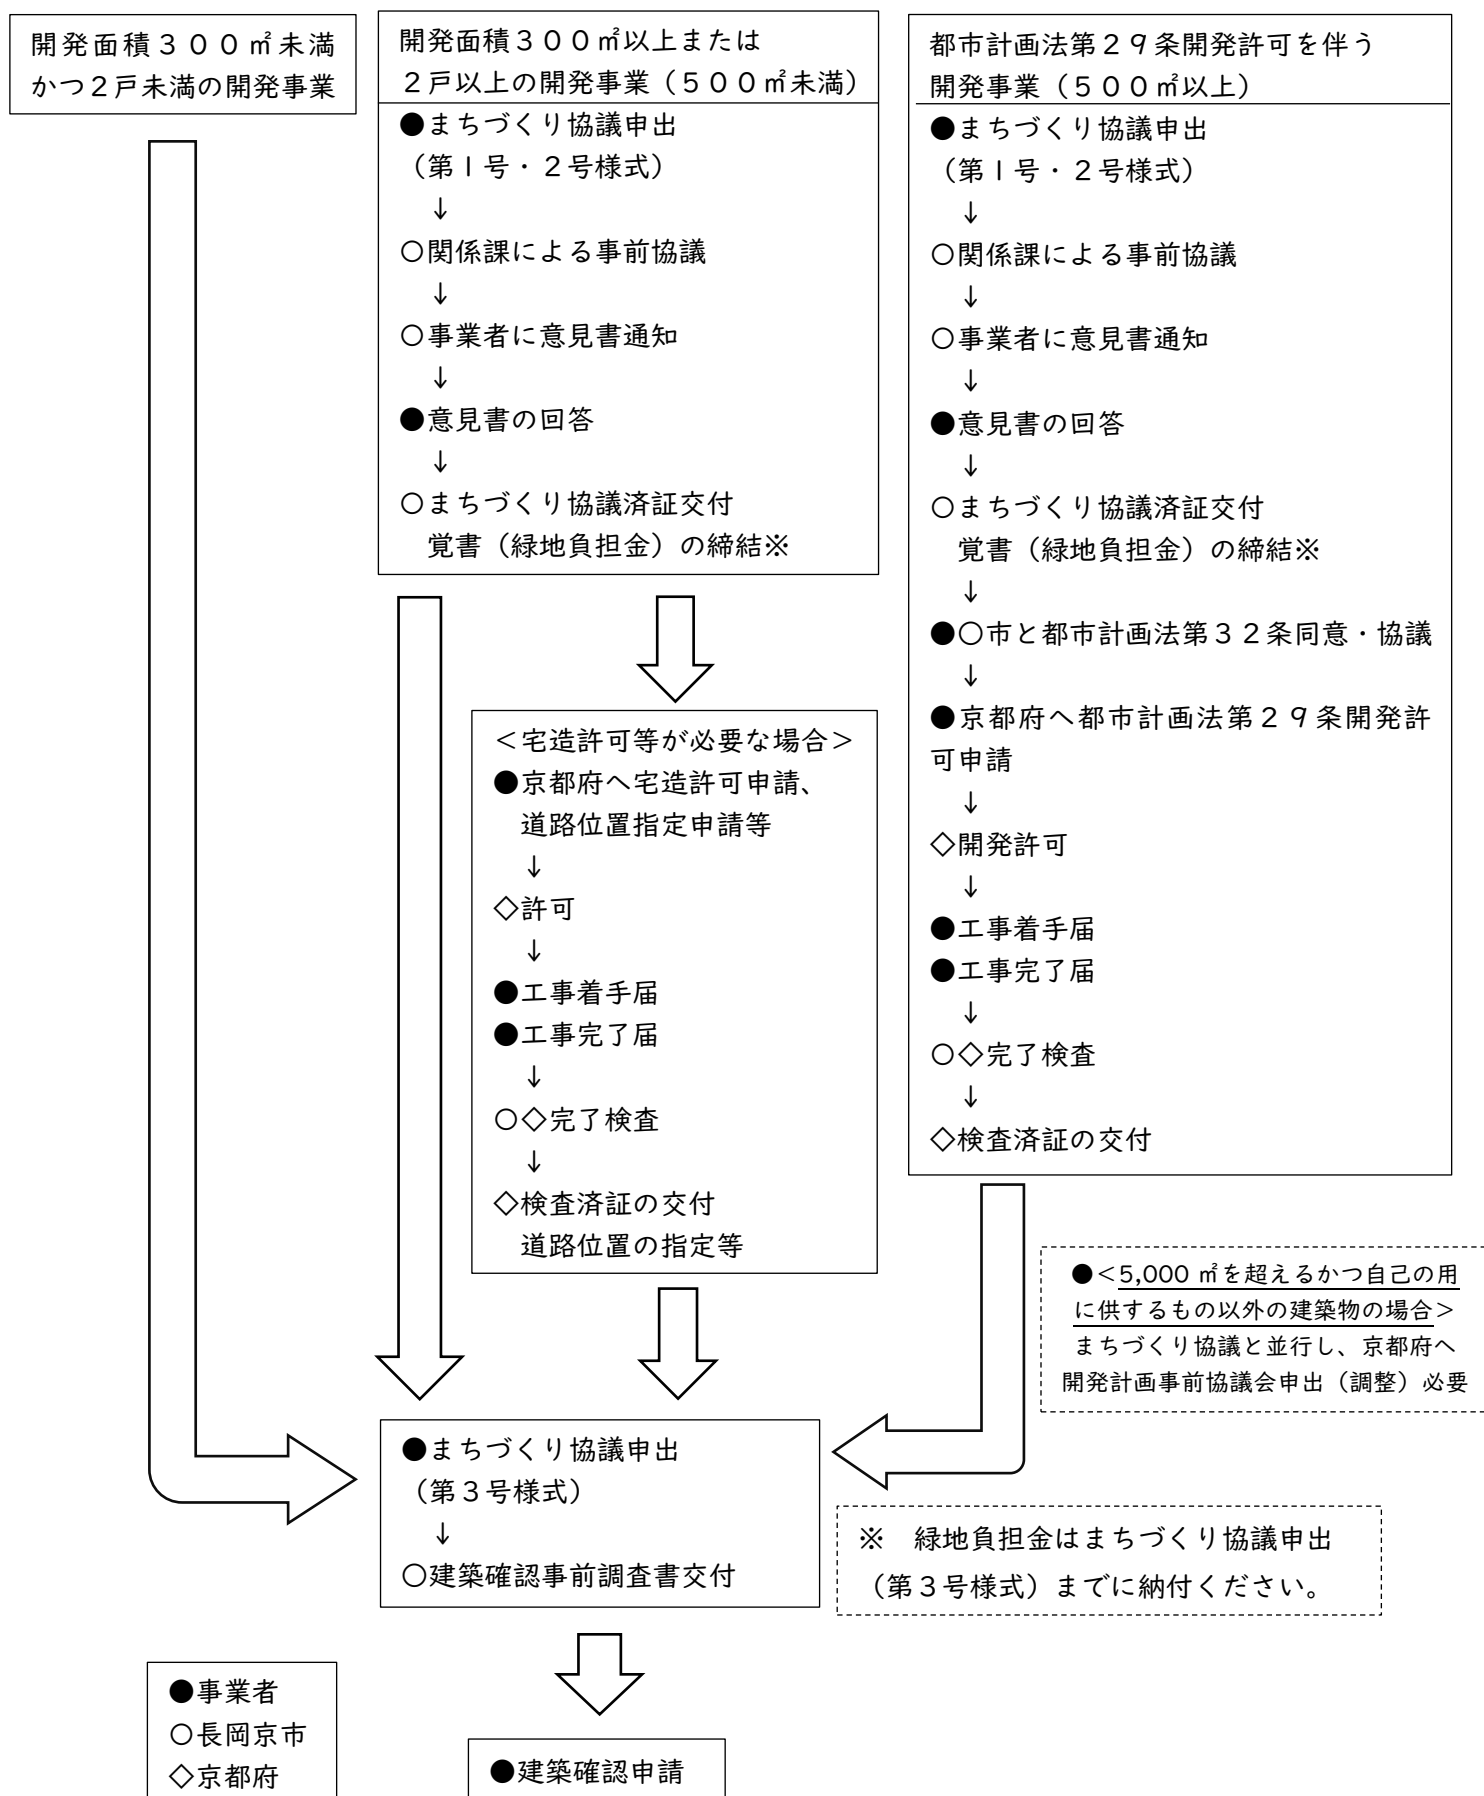 開発面積３００㎡未満
かつ２戸未満の開発事業
開発面積３００㎡以上または
２戸以上の開発事業（５００㎡未満）
●まちづくり協議申出
（第１号・２号様式）
↓
○関係課による事前協議
↓
○事業者に意見書通知
↓
●意見書の回答
↓
○まちづくり協議済証交付
覚書（緑地負担金）の締結※
＜宅造許可等が必要な場合＞
●京都府へ宅造許可申請、
道路位置指定申請等
↓
◇許可
↓
●工事着手届
●工事完了届
↓
○◇完了検査
↓
◇検査済証の交付
道路位置の指定等
都市計画法第２９条開発許可を伴う
開発事業（５００㎡以上）
●まちづくり協議申出
（第１号・２号様式）
↓
○関係課による事前協議
↓
○事業者に意見書通知
↓
●意見書の回答
↓
○まちづくり協議済証交付
覚書（緑地負担金）の締結※
↓
●○市と都市計画法第３２条同意・協議
↓
●京都府へ都市計画法第２９条開発許
可申請
↓
◇開発許可
↓
●工事着手届
●工事完了届
↓
○◇完了検査
↓
◇検査済証の交付
●＜5,000 ㎡を超えるかつ自己の用
に供するもの以外の建築物の場合＞
まちづくり協議と並行し、京都府へ
開発計画事前協議会申出（調整）必要
●まちづくり協議申出
（第３号様式）
↓
○建築確認事前調査書交付
※　緑地負担金はまちづくり協議申出
（第３号様式）までに納付ください。
●事業者
○長岡京市
◇京都府
●建築確認申請